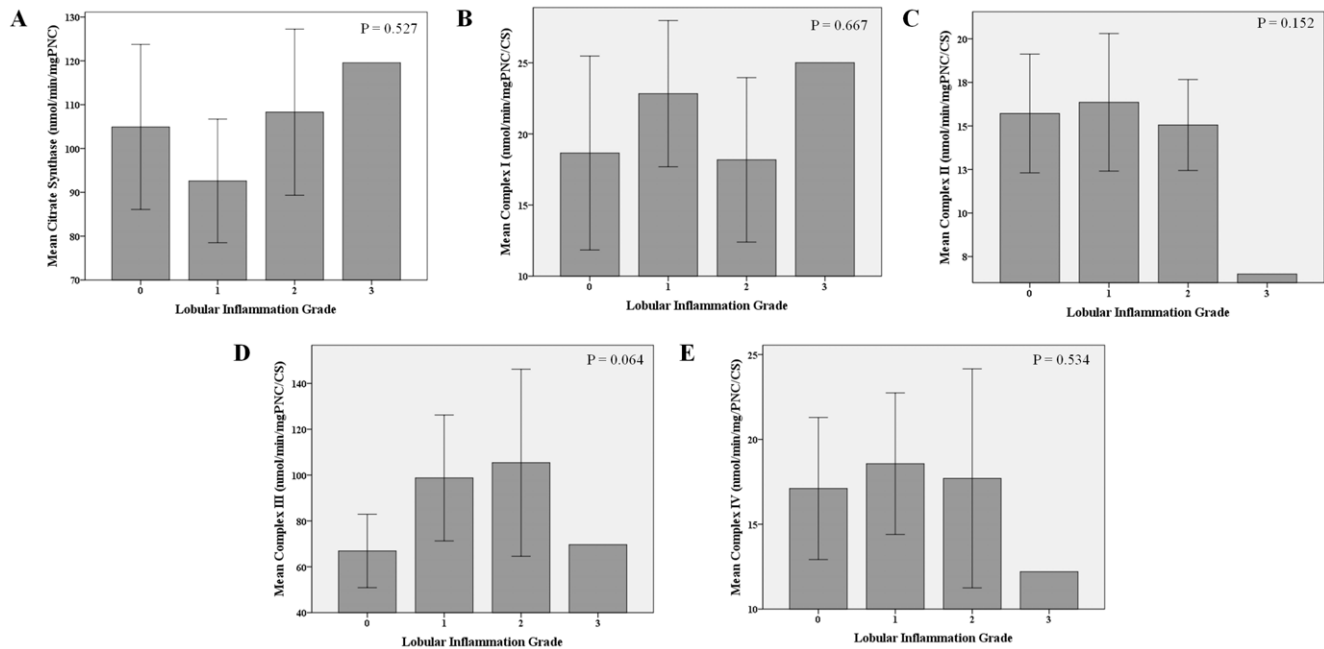 A
Mean Citrate Synthase (nmol/min/mgPNC)
130
120
110
100
90
80
70
P = 0.527
0 1 2 3
Lobular Inflammation Grade
B
Mean Complex I (nmol/min/mgPNC/CS)
25
20
15
10
P = 0.667
0 1 2 3
Lobular Inflammation Grade
C
Mean Complex II (nmol/min/mgPNC/CS)
20
18
15
13
10
8
P = 0.152
0 1 2 3
Lobular Inflammation Grade
D
Mean Complex III (nmol/min/mgPNC/CS)
140
120
100
80
60
40
P = 0.064
0 1 2 3
Lobular Inflammation Grade
E
Mean Complex IV (nmol/min/mg/PNC/CS)
25
20
15
10
P = 0.534
0 1 2 3
Lobular Inflammation Grade